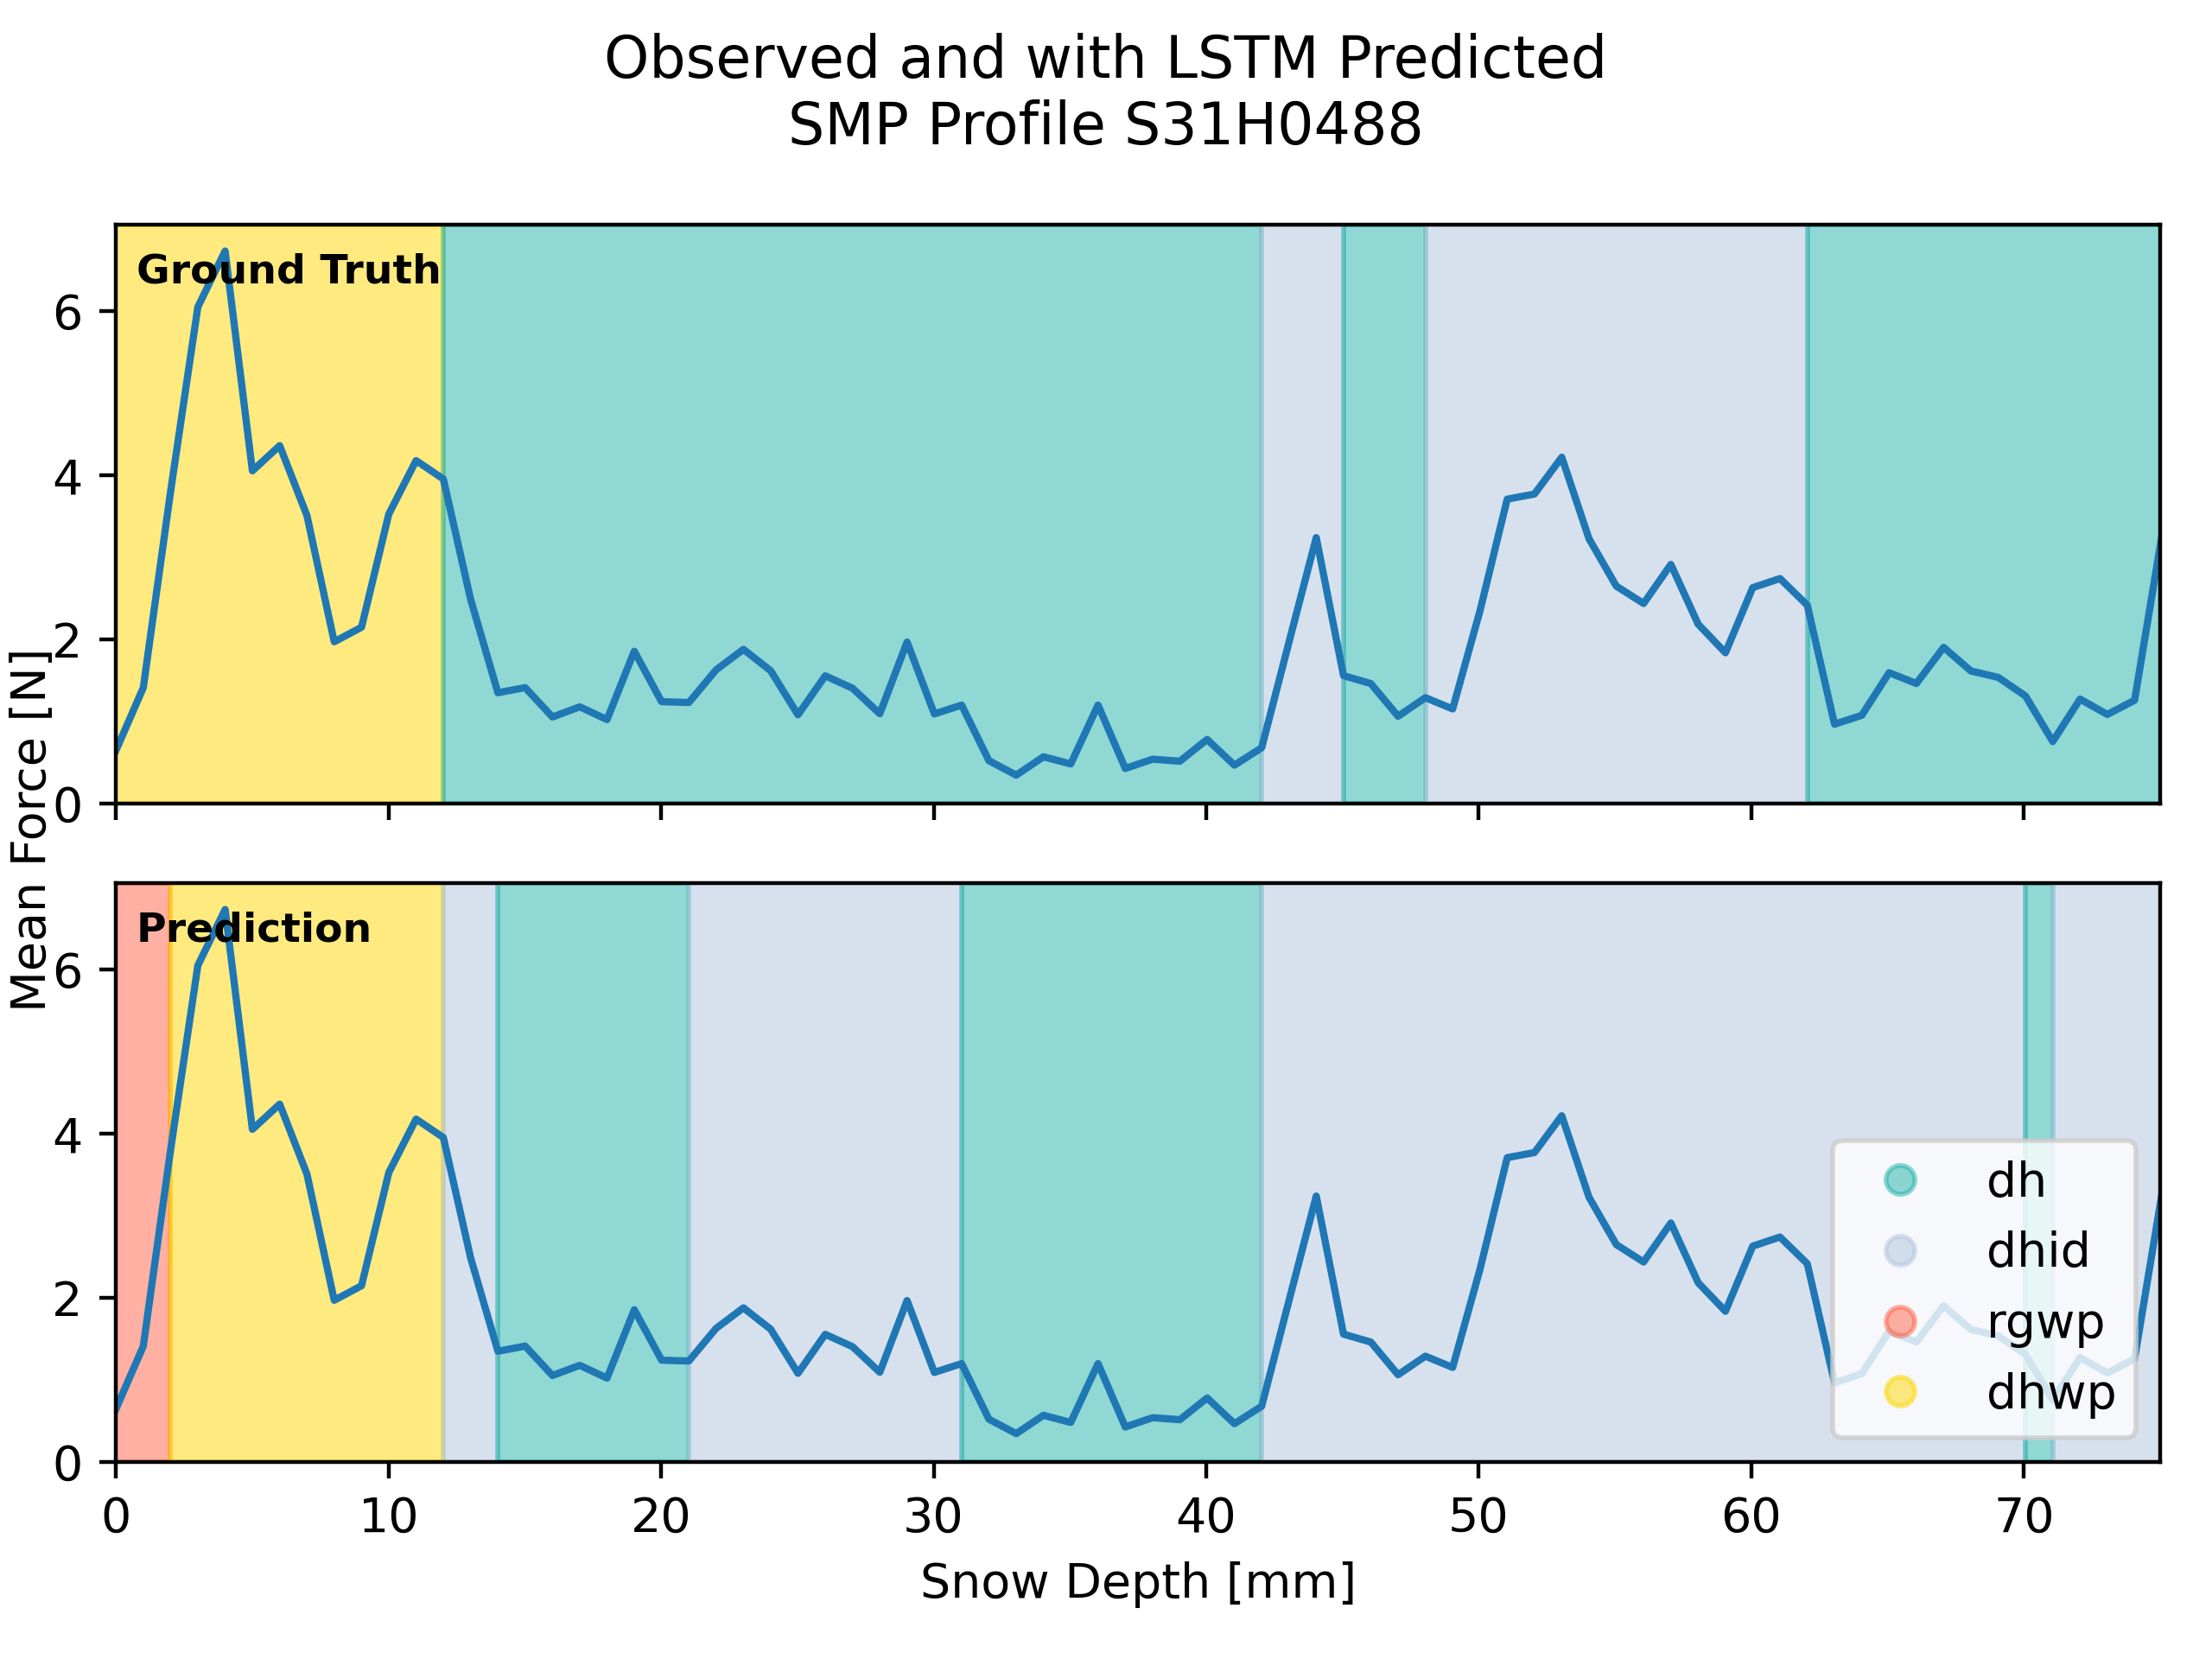 Observed and with LSTM Predicted
SMP Profile S31H0488
Mean Force [N]
Ground Truth
6
4
2
0
Prediction
6
4
2
0
dh
dhid
rgwp
dhwp
0 10 20 30 40 50 60 70
Snow Depth [mm]